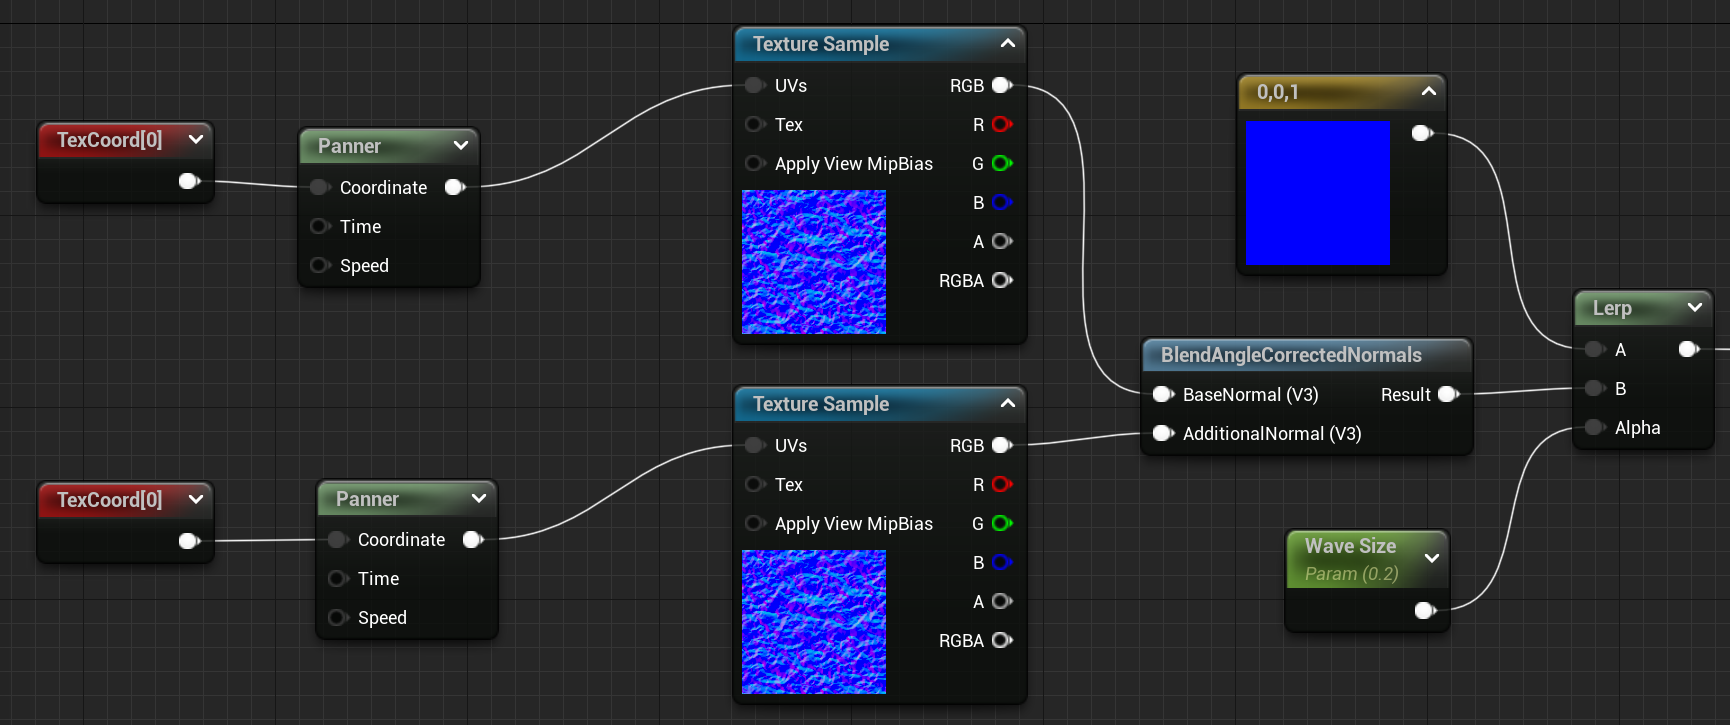 TexCoord[0]
Panner
Coordinate
Time
Speed
Texture Sample
UVs RGB
Tex R
Apply View MipBias G
B
A
RGBA
TexCoord[0]
Panner
Coordinate
Time
Speed
Texture Sample
UVs RGB
Tex R
Apply View MipBias G
B
A
RGBA
0,0,1
BlendAngleCorrectedNormals
BaseNormal (V3) Result
AdditionalNormal (V3)
Wave Size
Param (0.2)
Lerp
A
B
Alpha